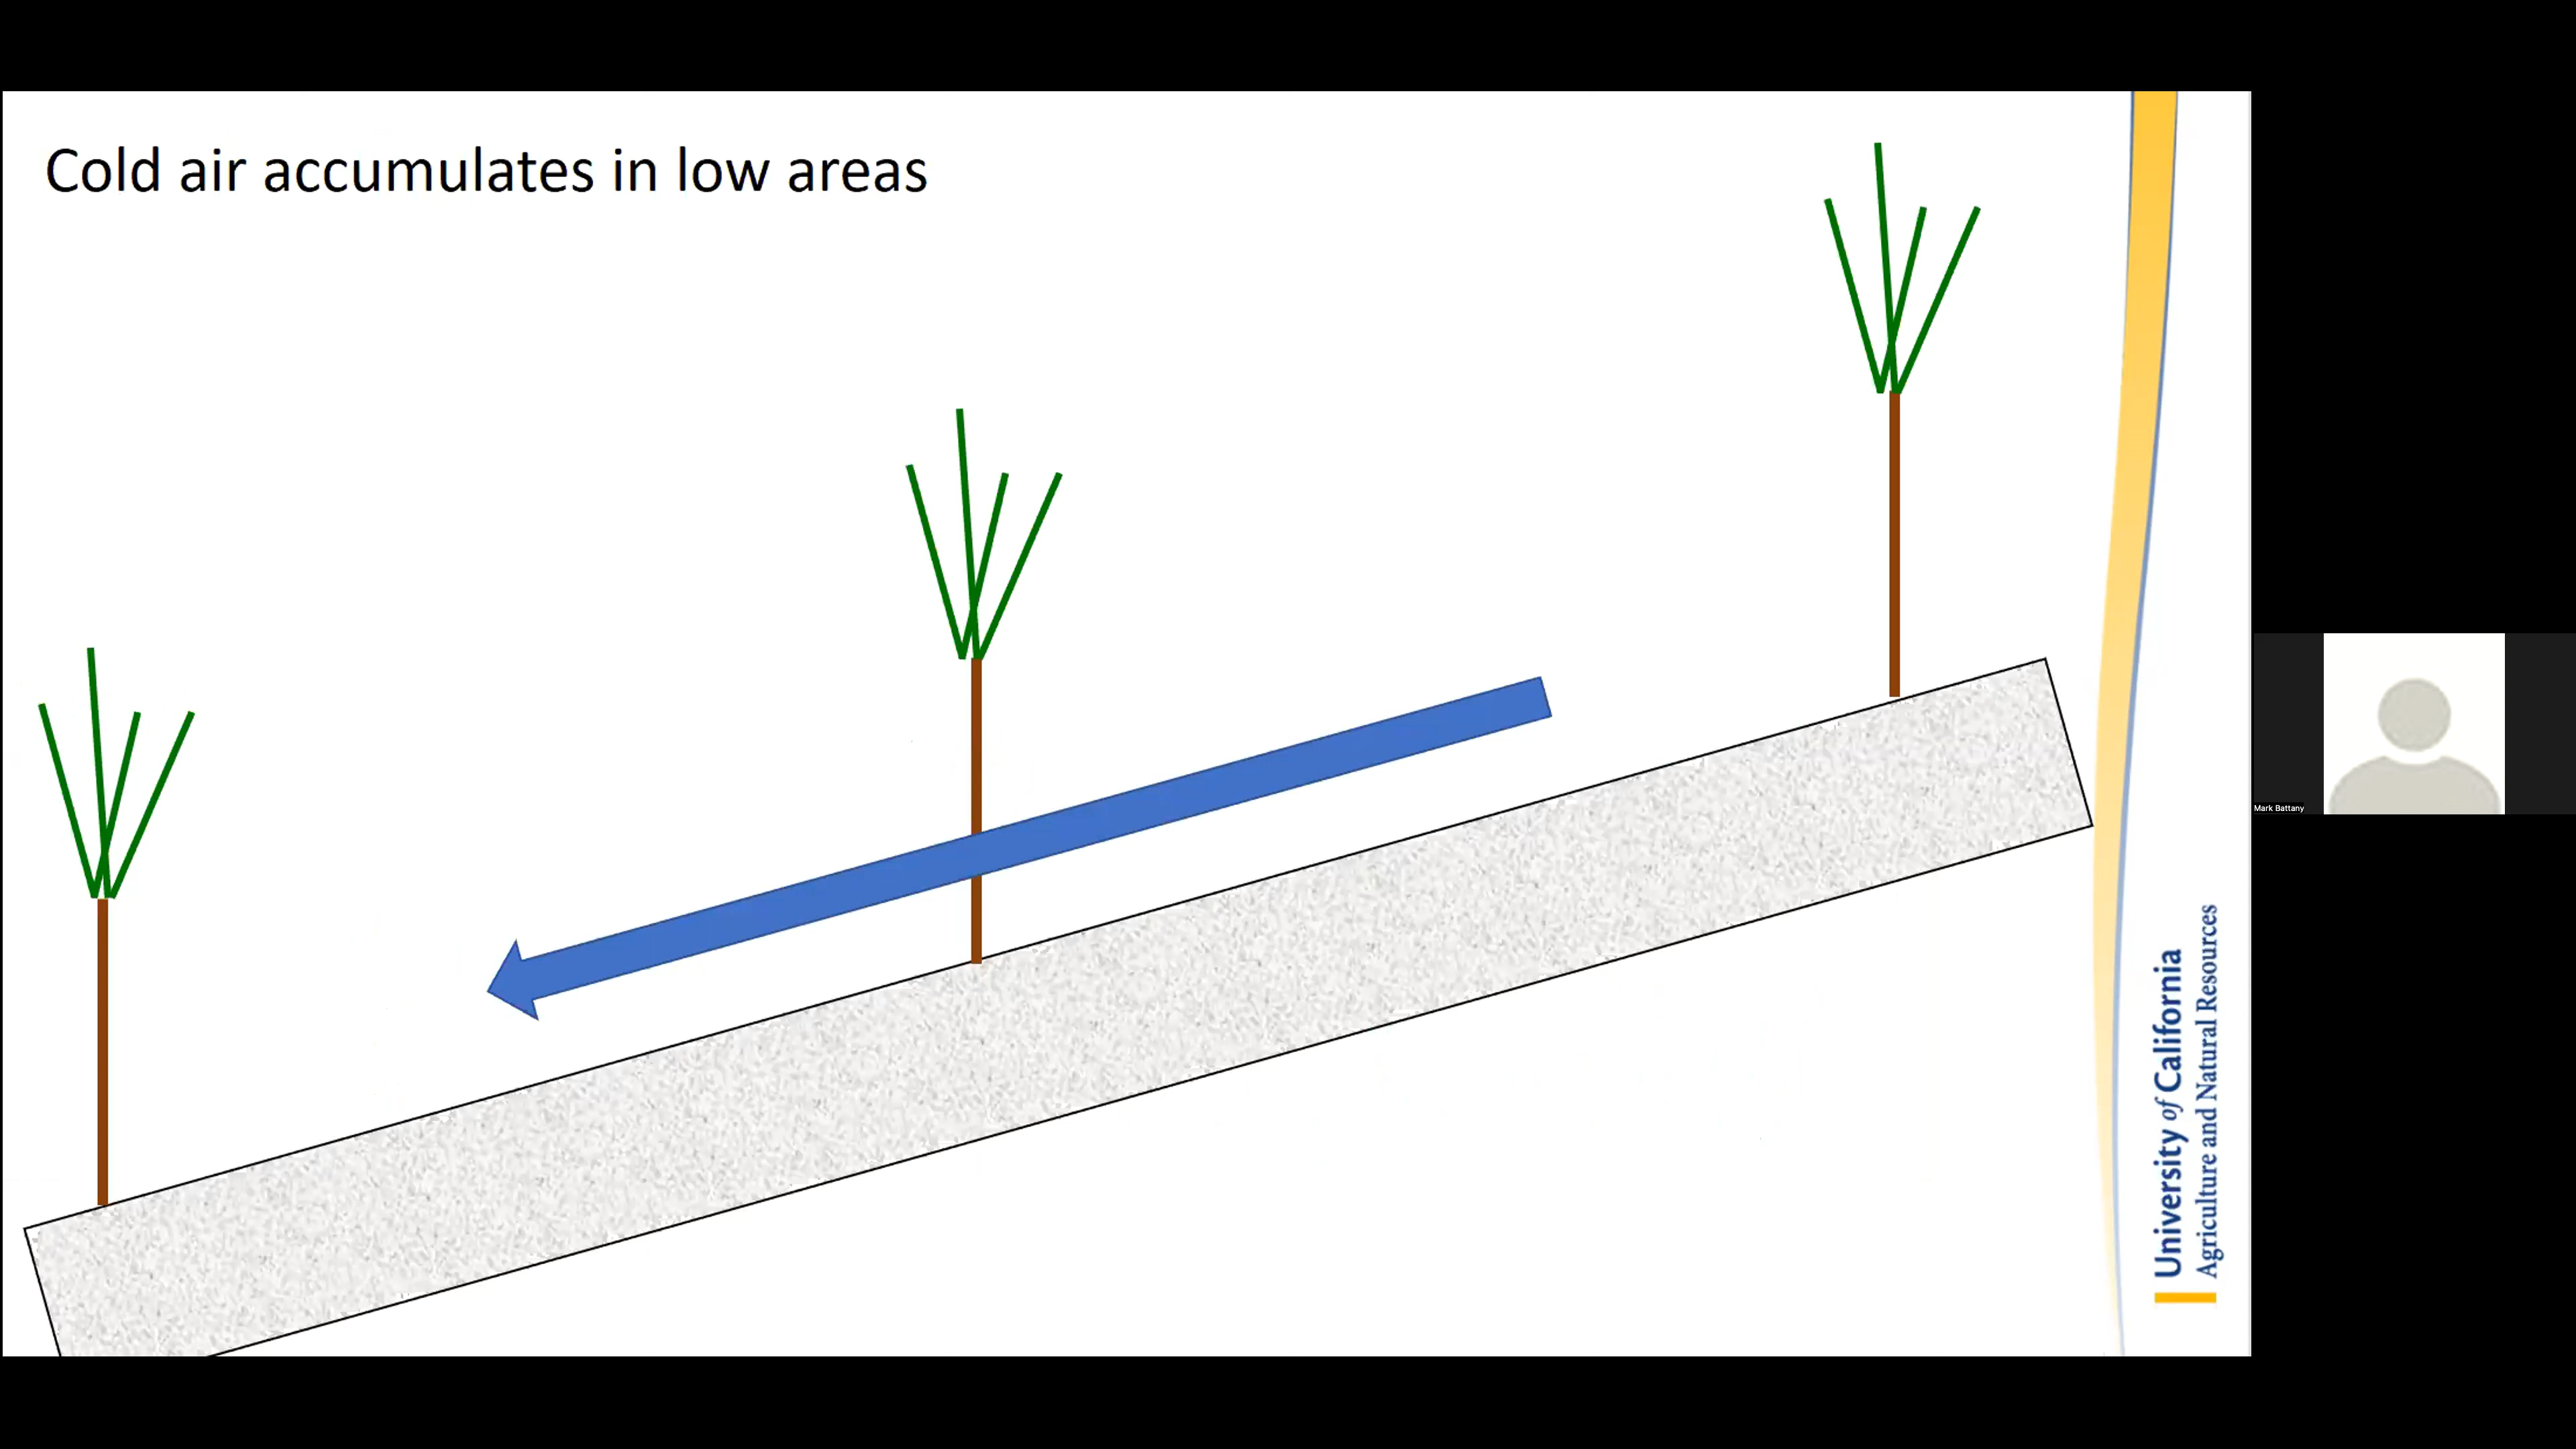 Cold air accumulates in low areas
University of California
Agriculture and Natural Resources
Mark Battany